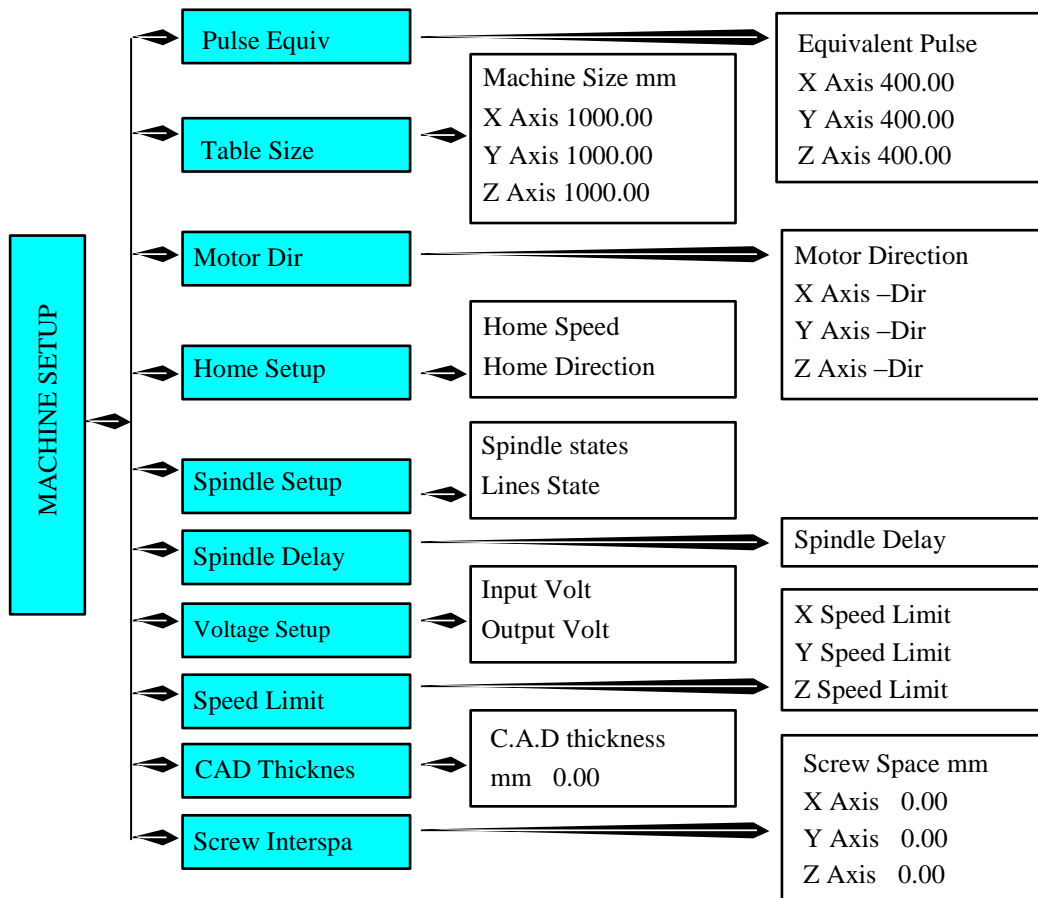 MACHINE SETUP
Pulse Equiv
Equivalent Pulse
X Axis 400.00
Y Axis 400.00
Z Axis 400.00
Table Size
Machine Size mm
X Axis 1000.00
Y Axis 1000.00
Z Axis 1000.00
Motor Dir
Motor Direction
X Axis –Dir
Y Axis –Dir
Z Axis –Dir
Home Setup
Home Speed
Home Direction
Spindle Setup
Spindle states
Lines State
Spindle Delay
Spindle Delay
Voltage Setup
Input Volt
Output Volt
Speed Limit
X Speed Limit
Y Speed Limit
Z Speed Limit
CAD Thicknes
C.A.D thickness
mm 0.00
Screw Interspa
Screw Space mm
X Axis 0.00
Y Axis 0.00
Z Axis 0.00